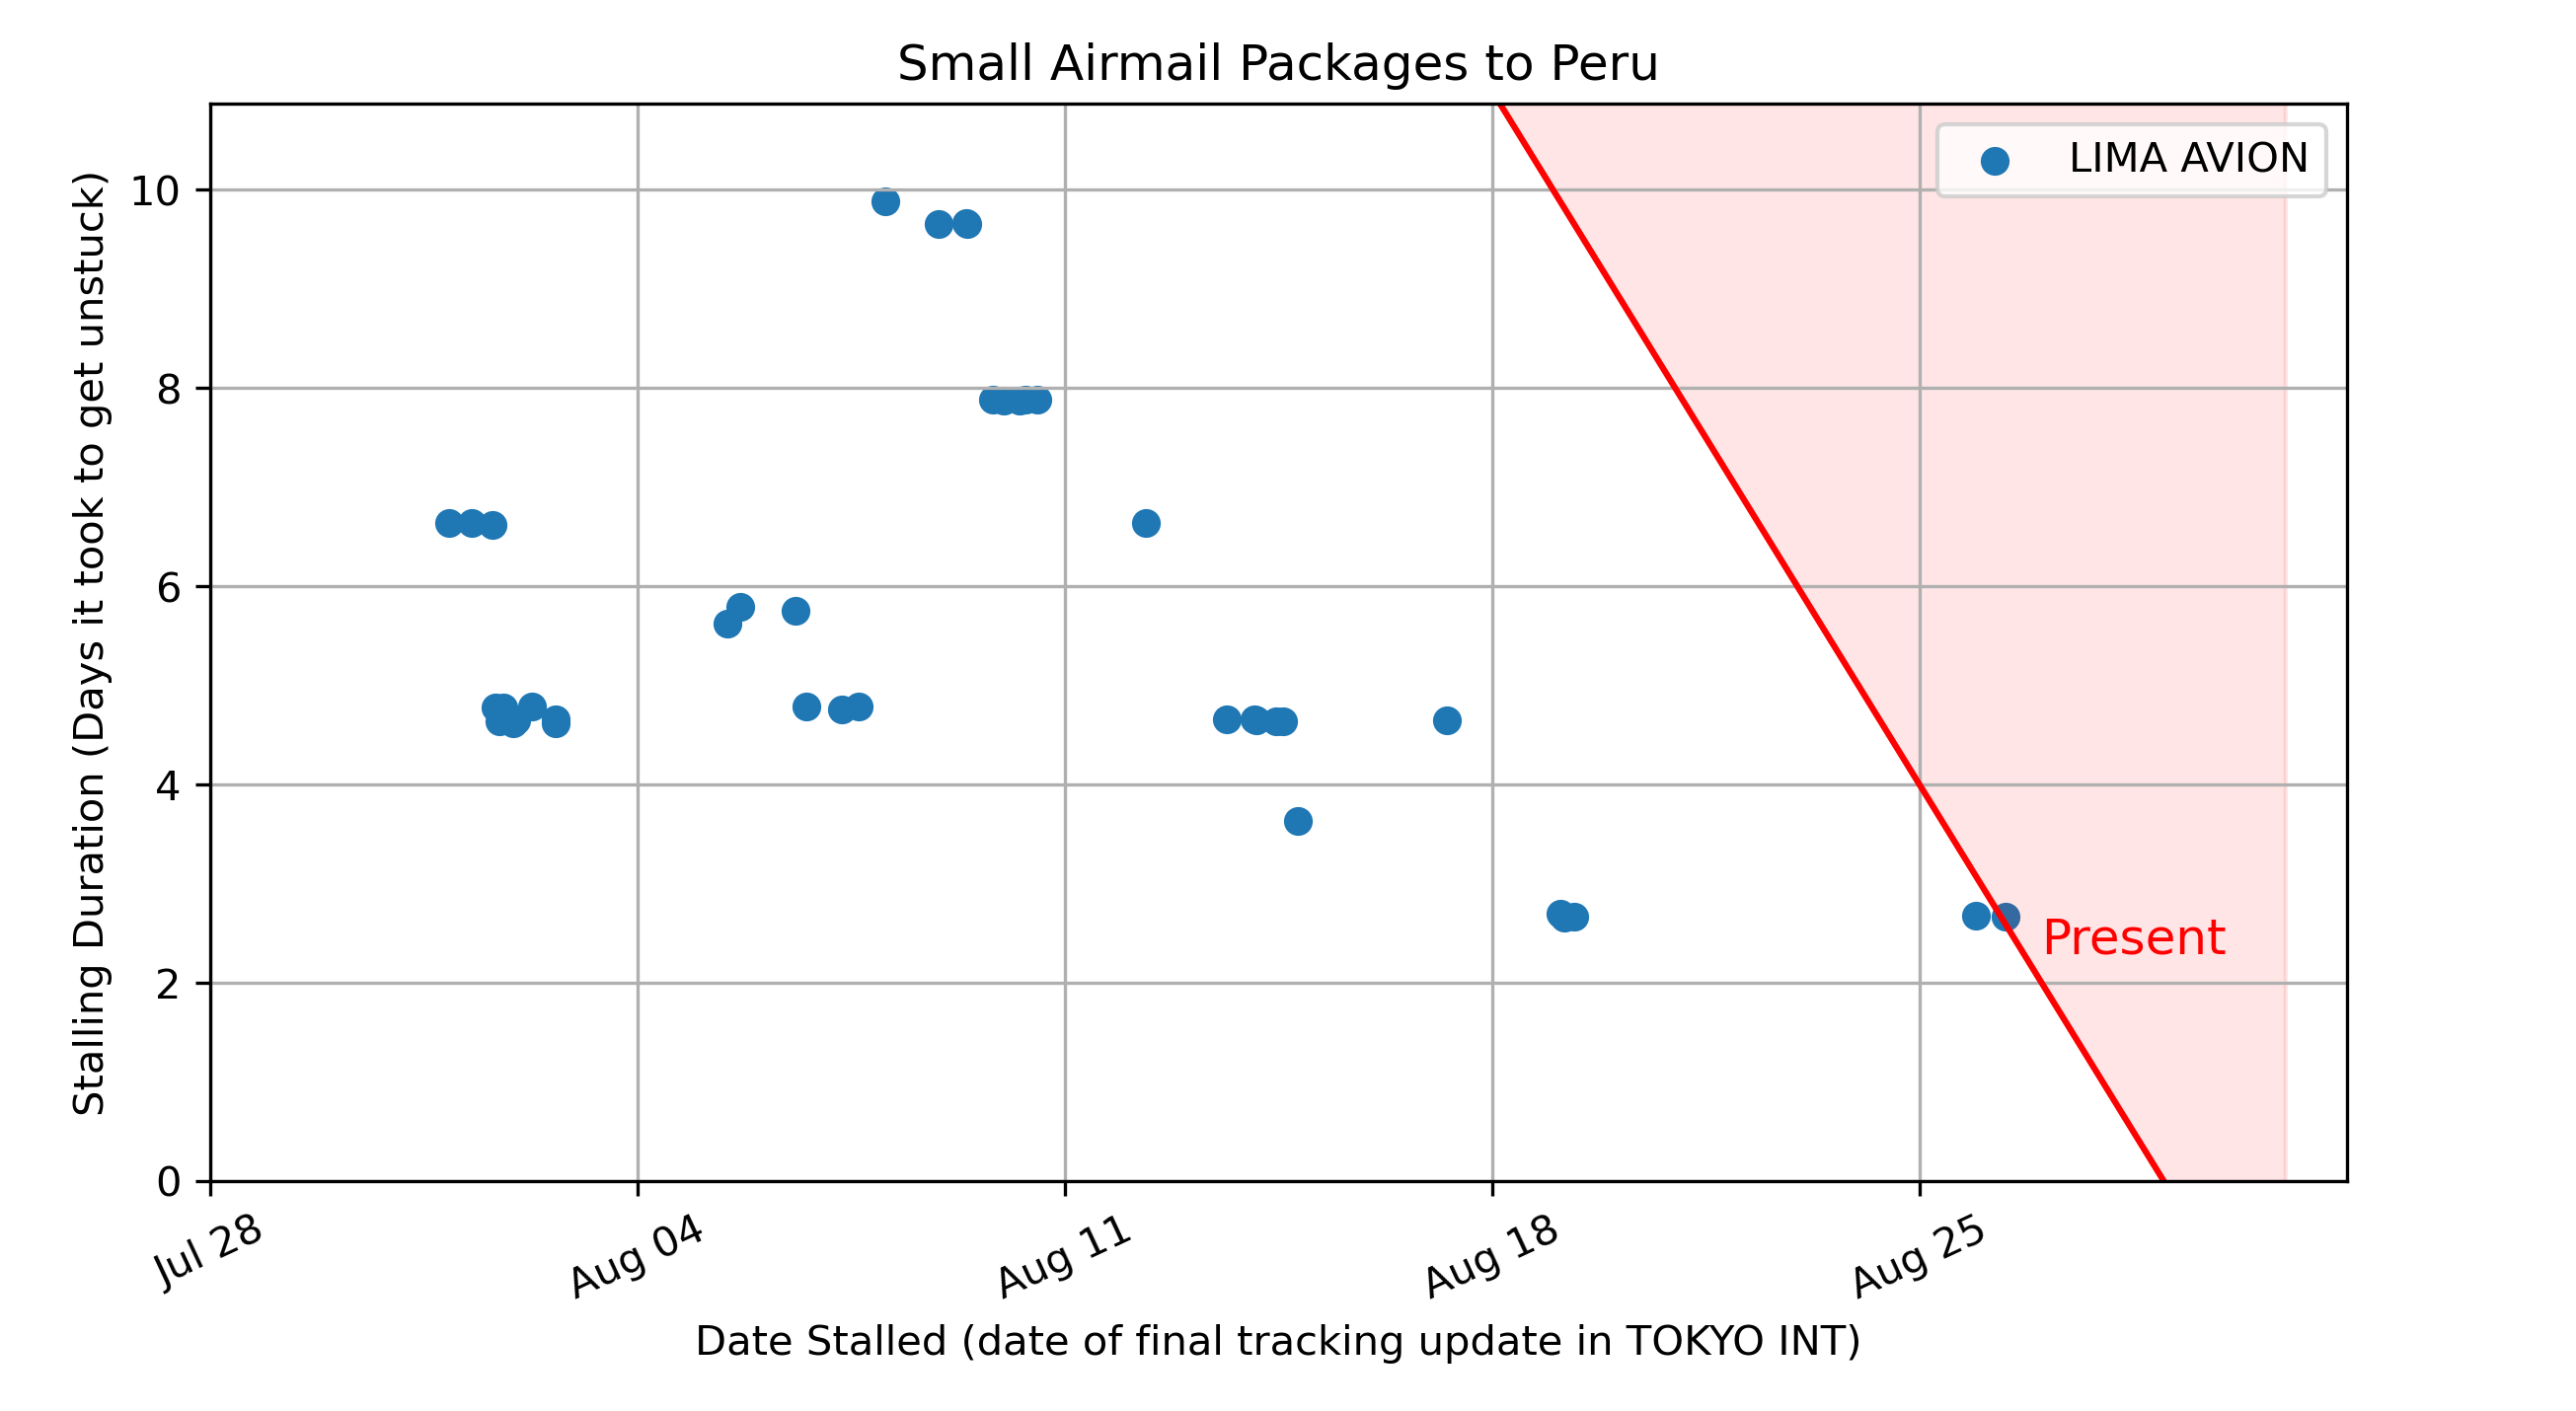 Small Airmail Packages to Peru
LIMA AVION
Stalling Duration (Days it took to get unstuck)
10
8
6
4
2
0
Present
Jul 28
Aug 04
Aug 11
Aug 18
Aug 25
Date Stalled (date of final tracking update in TOKYO INT)